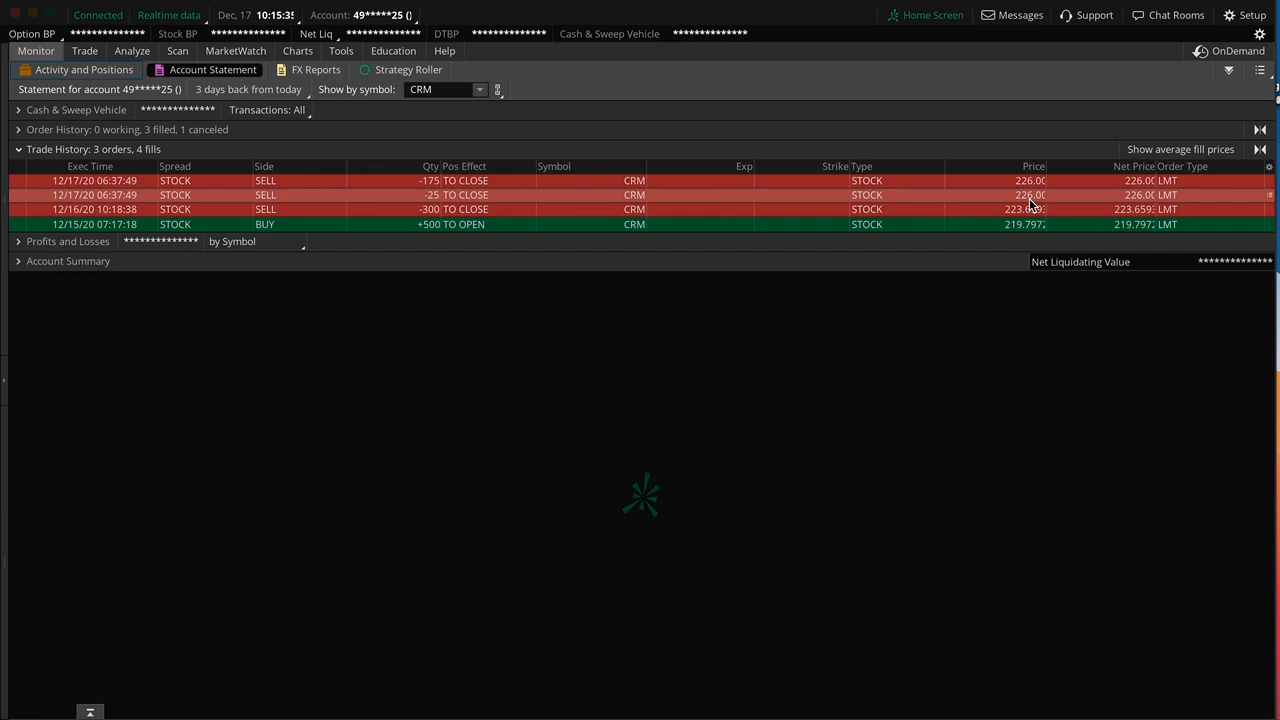 Connected Realtime data Dec, 17 10:15:35 Account: 49*****25 () Home Screen Messages Support Chat Rooms Setup
Option BP ************** Stock BP ************** Net Liq ************** DTBP ************** Cash & Sweep Vehicle **************
Monitor Trade Analyze Scan MarketWatch Charts Tools Education Help OnDemand
Activity and Positions Account Statement FX Reports Strategy Roller
Statement for account 49*****25 () 3 days back from today Show by symbol: CRM
Cash & Sweep Vehicle ************** Transactions: All
Order History: 0 working, 3 filled, 1 canceled
Trade History: 3 orders, 4 fills Show average fill prices
Exec Time Spread Side Qty Pos Effect Symbol Exp Strike Type Price Net Price Order Type
12/17/20 06:37:49 STOCK SELL -175 TO CLOSE CRM STOCK 226.00 226.00 LMT
12/17/20 06:37:49 STOCK SELL -25 TO CLOSE CRM STOCK 226.00 226.00 LMT
12/16/20 10:18:38 STOCK SELL -300 TO CLOSE CRM STOCK 223.6593 LMT
12/15/20 07:17:18 STOCK BUY +500 TO OPEN CRM STOCK 219.7972 219.7972 LMT
Profits and Losses ************** by Symbol
Account Summary Net Liquidating Value **************